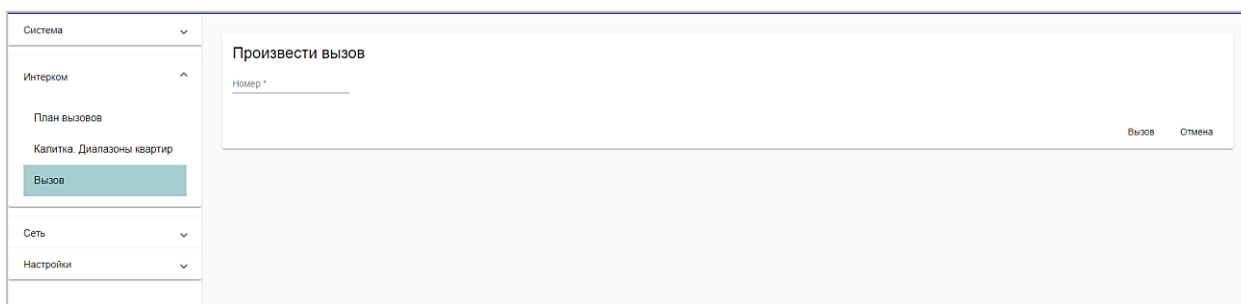 Система
Интерком
План вызовов
Калитка. Диапазоны квартир
Вызов
Сеть
Настройки
Произвести вызов
Номер *
Вызов Отмена